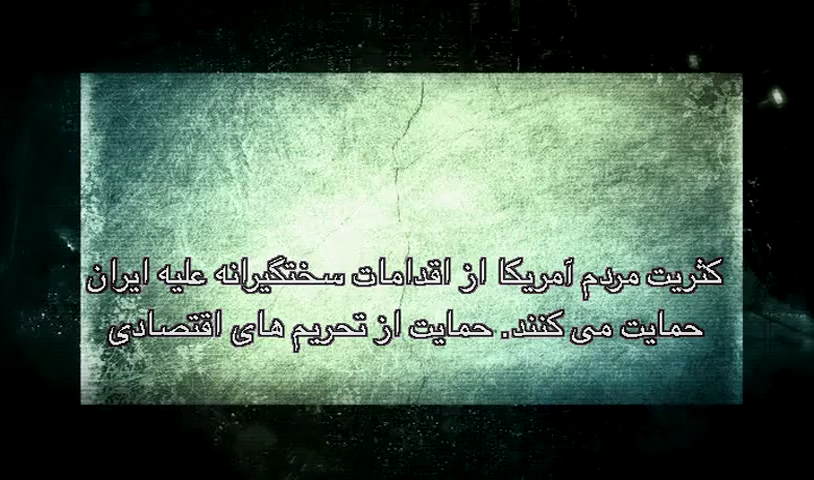 کثریت مردم آمریکا از اقدامات سختگیرانه علیه ایران
حمایت می کنند. حمایت از تحریم های اقتصادی